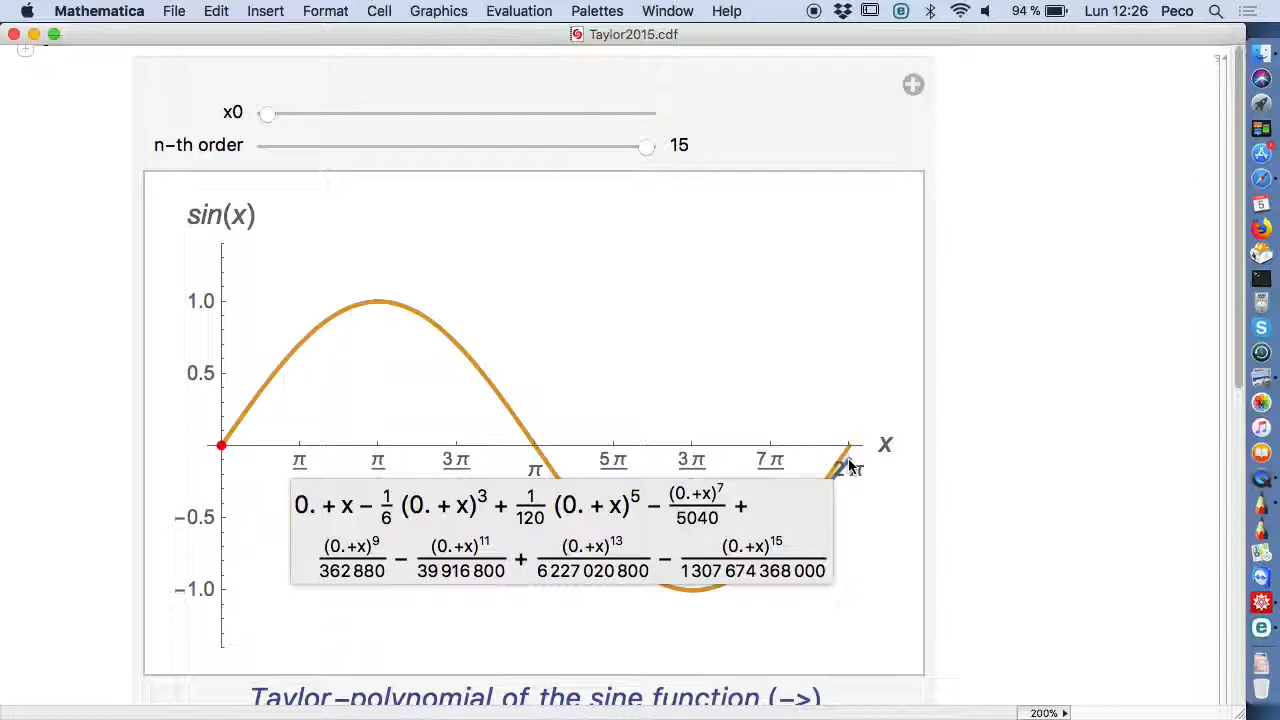 Mathematica File Edit Insert Format Cell Graphics Evaluation Palettes Window Help 94 % Lun 12:26 Peco
Taylor2015.cdf
x0
n-th order 15
sin(x)
1.0
0.5
x
π π 3 π π 5 π 3 π 7 π 2 π
-0.5
-1.0
0. + x - 1/6 (0. + x)^3 + 1/120 (0. + x)^5 - (0.+x)^7/5040 +
(0.+x)^9/362 880 - (0.+x)^11/39 916 800 + (0.+x)^13/6 227 020 800 - (0.+x)^15/1 307 674 368 000
Taylor-polynomial of the sine function (->)
200%